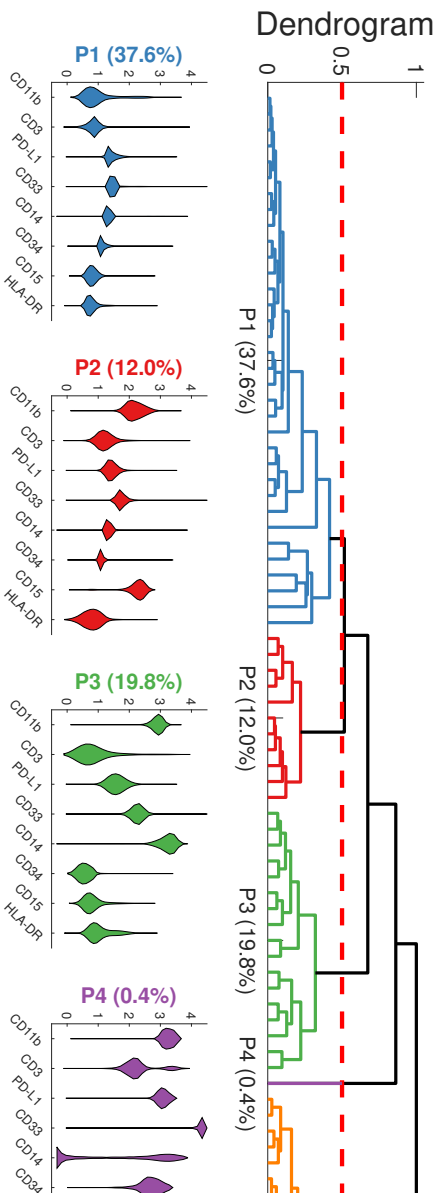 Dendrogram
0
0.5
1
P1 (37.6%)
P2 (12.0%)
P3 (19.8%)
P4 (0.4%)
P1 (37.6%)
0
1
2
3
4
CD11b
CD3
PD-L1
CD33
CD14
CD34
CD15
HLA-DR
P2 (12.0%)
0
1
2
3
4
CD11b
CD3
PD-L1
CD33
CD14
CD34
CD15
HLA-DR
P3 (19.8%)
0
1
2
3
4
CD11b
CD3
PD-L1
CD33
CD14
CD34
CD15
HLA-DR
P4 (0.4%)
0
1
2
3
4
CD11b
CD3
PD-L1
CD33
CD14
CD34